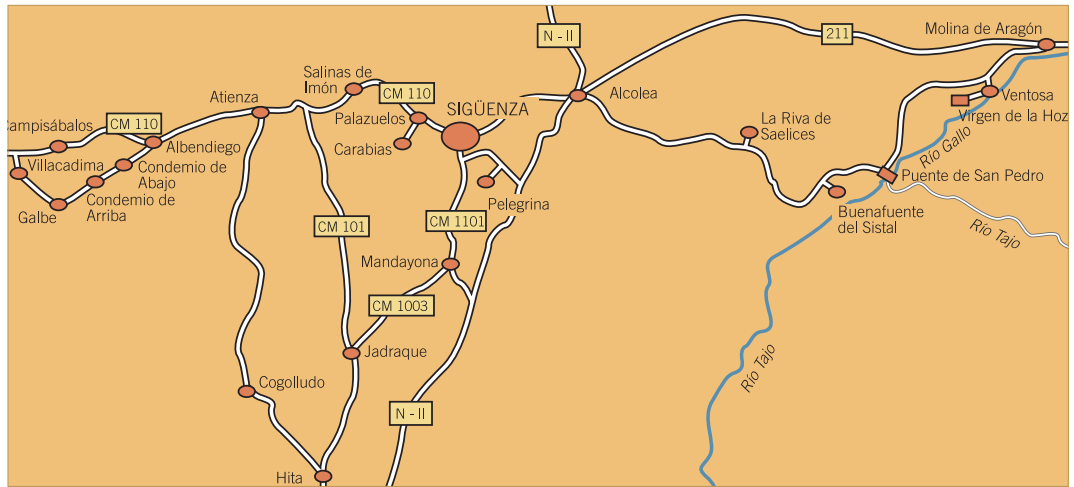 N - II
211
Molina de Aragón
Salinas de
Imón
CM 110
Atienza
SIGÜENZA
Alcolea
Ventosa
Virgen de la Hoz
Palazuelos
La Riva de
Saelices
Campisábalos
CM 110
Albendiego
Carabias
Río Gallo
Villacadima
Condemio de
Abajo
Puente de San Pedro
Galbe
Condemio de
Arriba
Pelegrina
Buenafuente
del Sistal
Río Tajo
CM 101
CM 1101
Mandayona
CM 1003
Jadraque
Río Tajo
Cogolludo
N - II
Hita